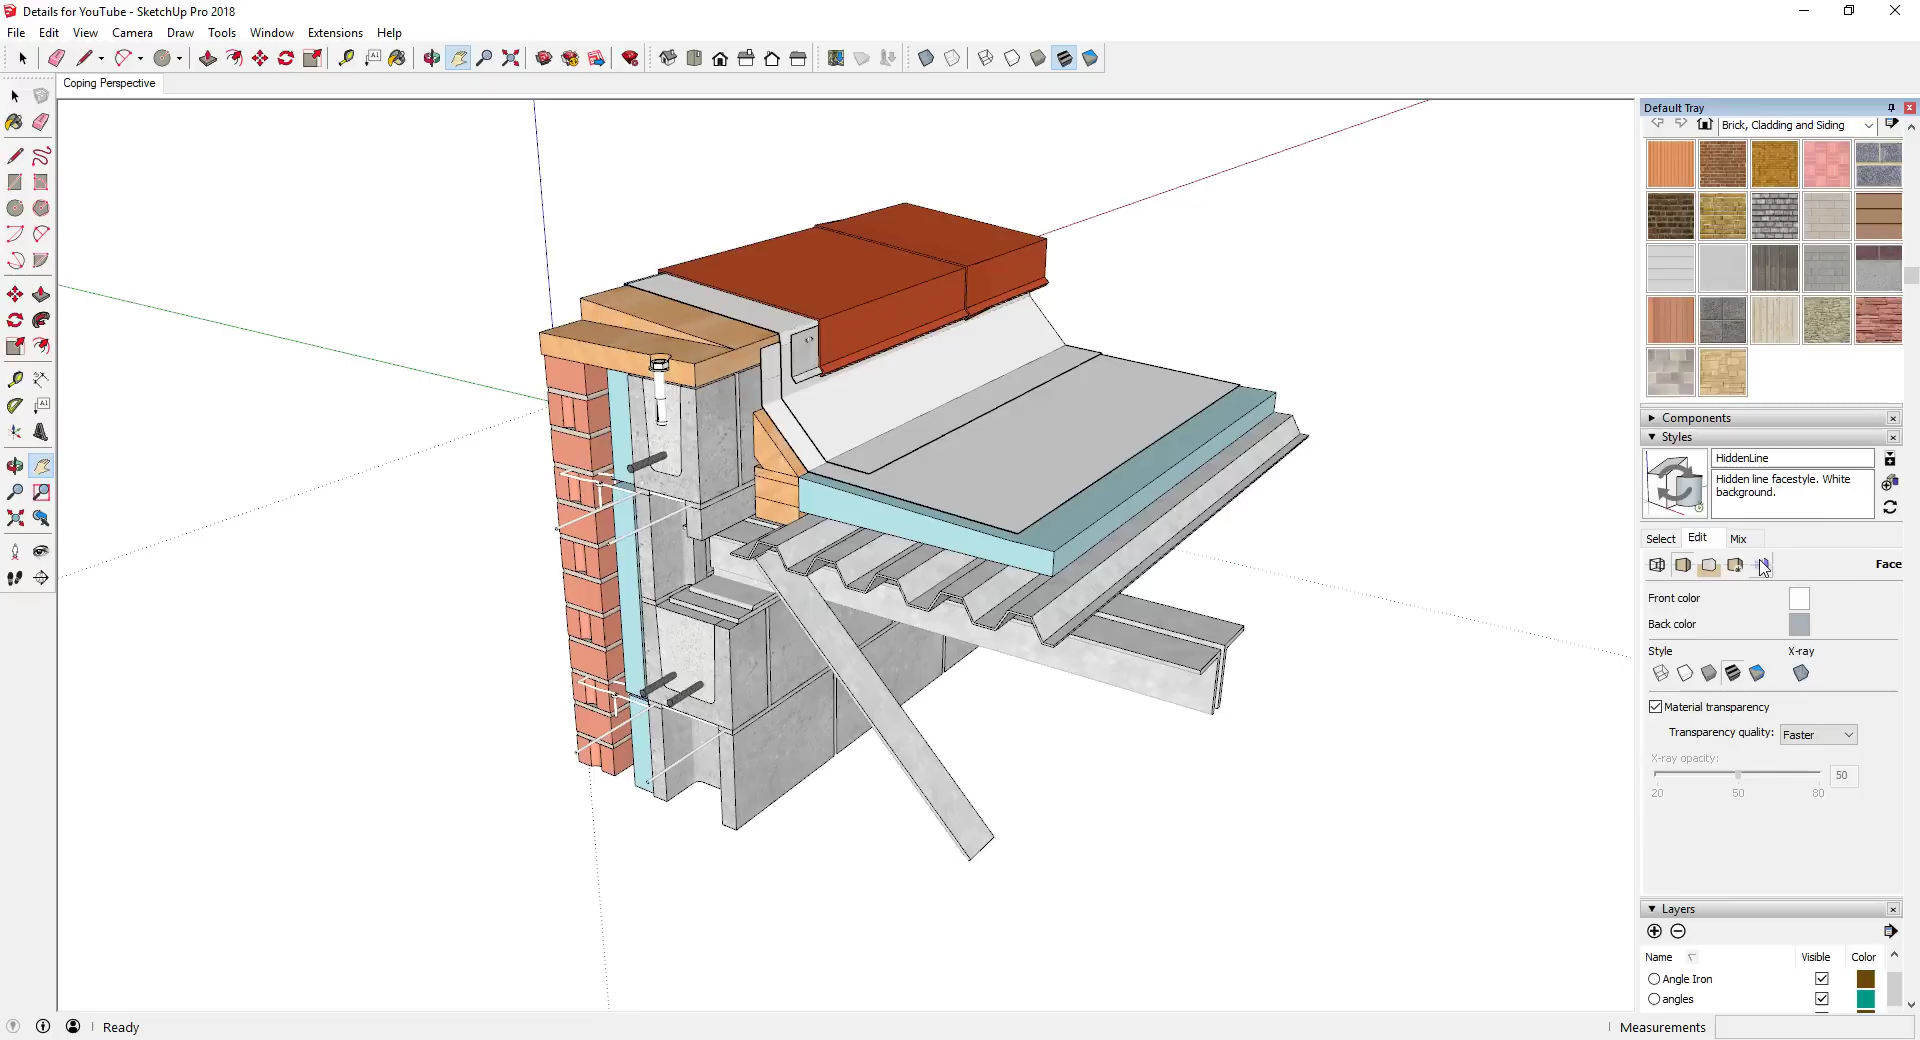 Details for YouTube - SketchUp Pro 2018
File Edit View Camera Draw Tools Window Extensions Help
Coping Perspective
Default Tray
Brick, Cladding and Siding
Components
Styles
HiddenLine
Hidden line facestyle. White
background.
Select Edit Mix
Face
Front color
Back color
Style X-ray
Material transparency
Transparency quality: Faster
X-ray opacity:
50
20 50 80
Layers
Name Visible Color
Angle Iron
angles
Ready
Measurements